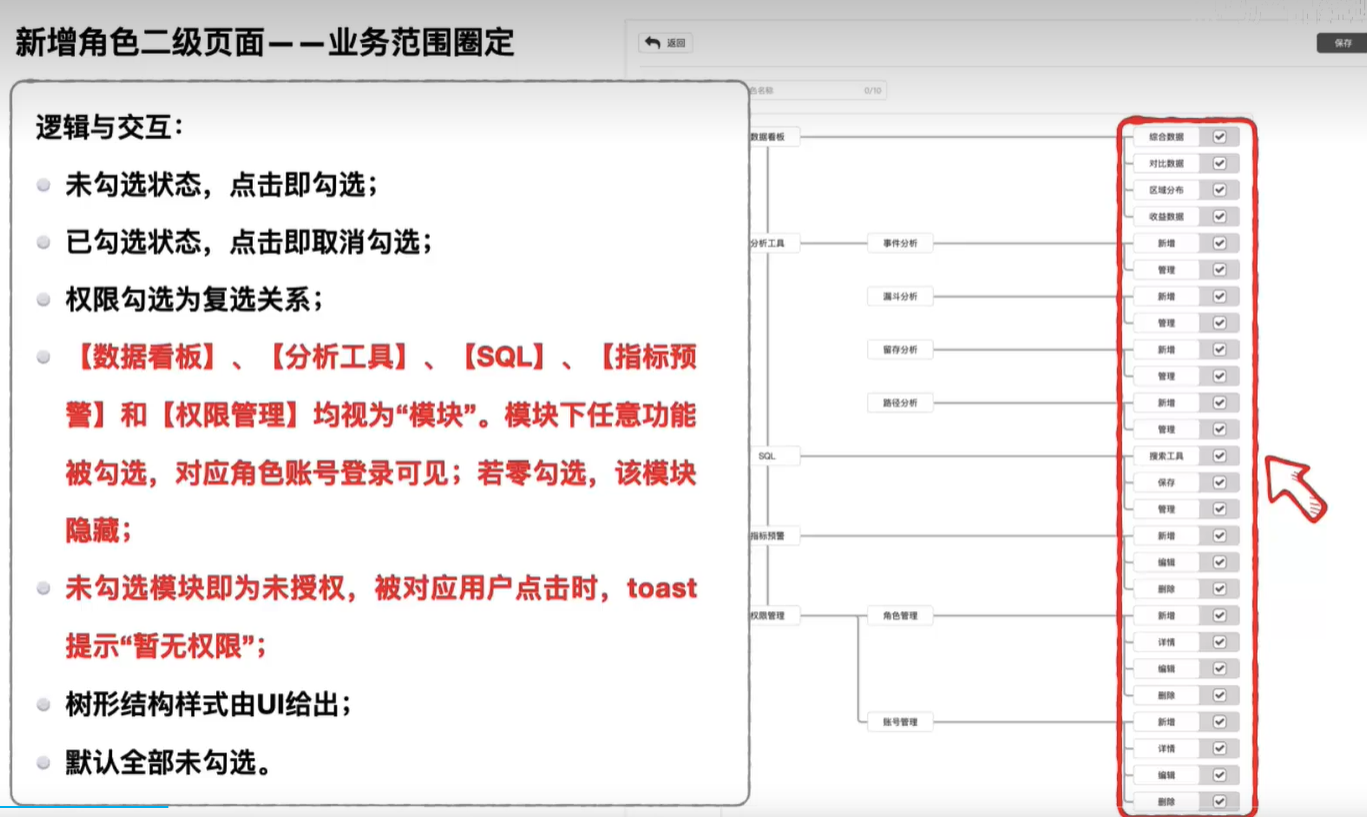 新增角色二级页面——业务范围圈定
逻辑与交互：
未勾选状态，点击即勾选；
已勾选状态，点击即取消勾选；
权限勾选为复选关系；
【数据看板】、【分析工具】、【SQL】、【指标预
警】和【权限管理】均视为“模块”。模块下任意功能
被勾选，对应角色账号登录可见；若零勾选，该模块
隐藏；
未勾选模块即为未授权，被对应用户点击时，toast
提示“暂无权限”；
树形结构样式由UI给出；
默认全部未勾选。
返回
保存
色名称 0/10
数据看板
综合数据
对比数据
区域分布
收益数据
分析工具
事件分析
新增
管理
漏斗分析
新增
管理
留存分析
新增
管理
路径分析
新增
管理
SQL
搜索工具
保存
管理
指标预警
新增
编辑
删除
权限管理
角色管理
新增
详情
编辑
删除
账号管理
新增
详情
编辑
删除